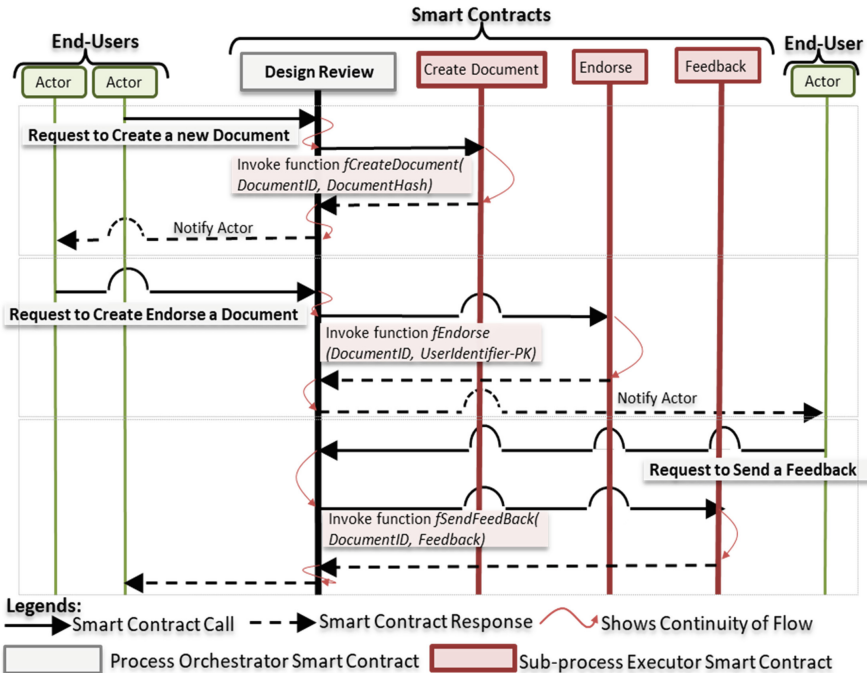 Smart Contracts
End-Users
End-User
Actor
Actor
Design Review
Create Document
Endorse
Feedback
Actor
Request to Create a new Document
Invoke function fCreateDocument(
DocumentID, DocumentHash)
Notify Actor
Request to Create Endorse a Document
Invoke function fEndorse
(DocumentID, UserIdentifier-PK)
Notify Actor
Request to Send a Feedback
Invoke function fSendFeedBack(
DocumentID, Feedback)
Legends:
Smart Contract Call
Smart Contract Response
Shows Continuity of Flow
Process Orchestrator Smart Contract
Sub-process Executor Smart Contract